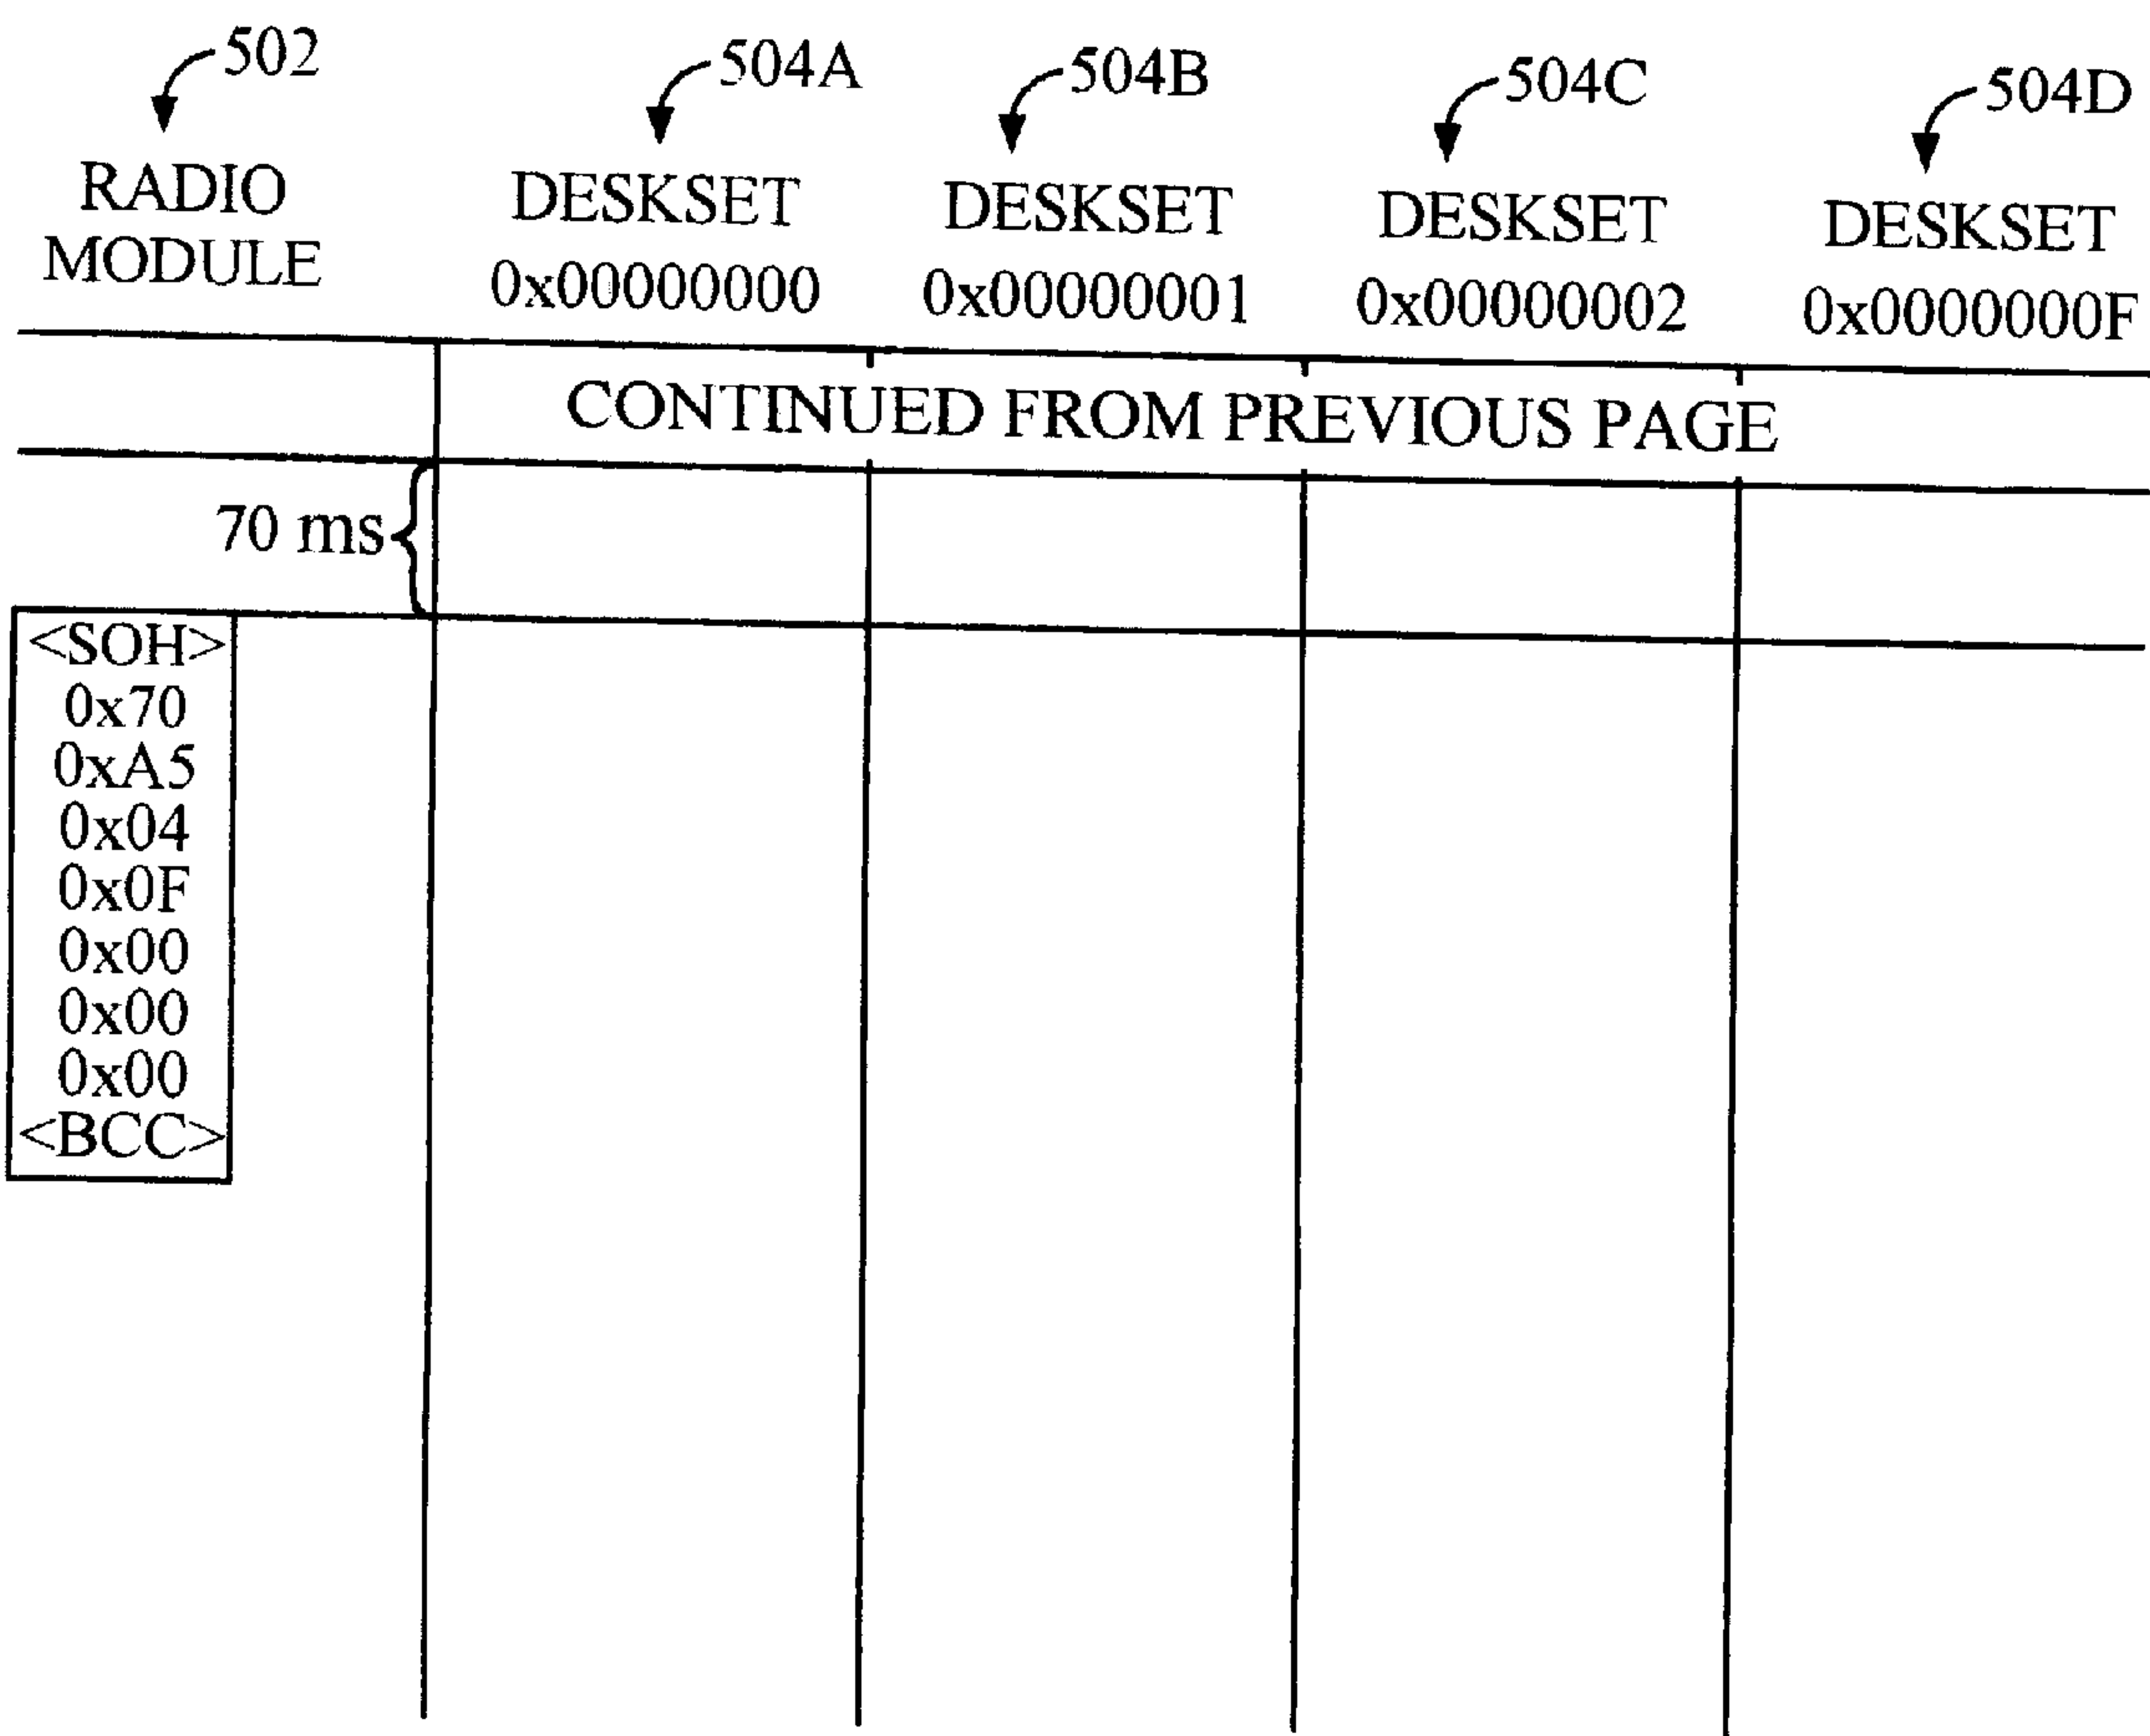 502 504A 504B 504C 504D
RADIO MODULE
DESKSET 0x00000000
DESKSET 0x00000001
DESKSET 0x00000002
DESKSET 0x0000000F
CONTINUED FROM PREVIOUS PAGE
70 ms
<SOH>
0x70
0xA5
0x04
0x0F
0x00
0x00
0x00
<BCC>